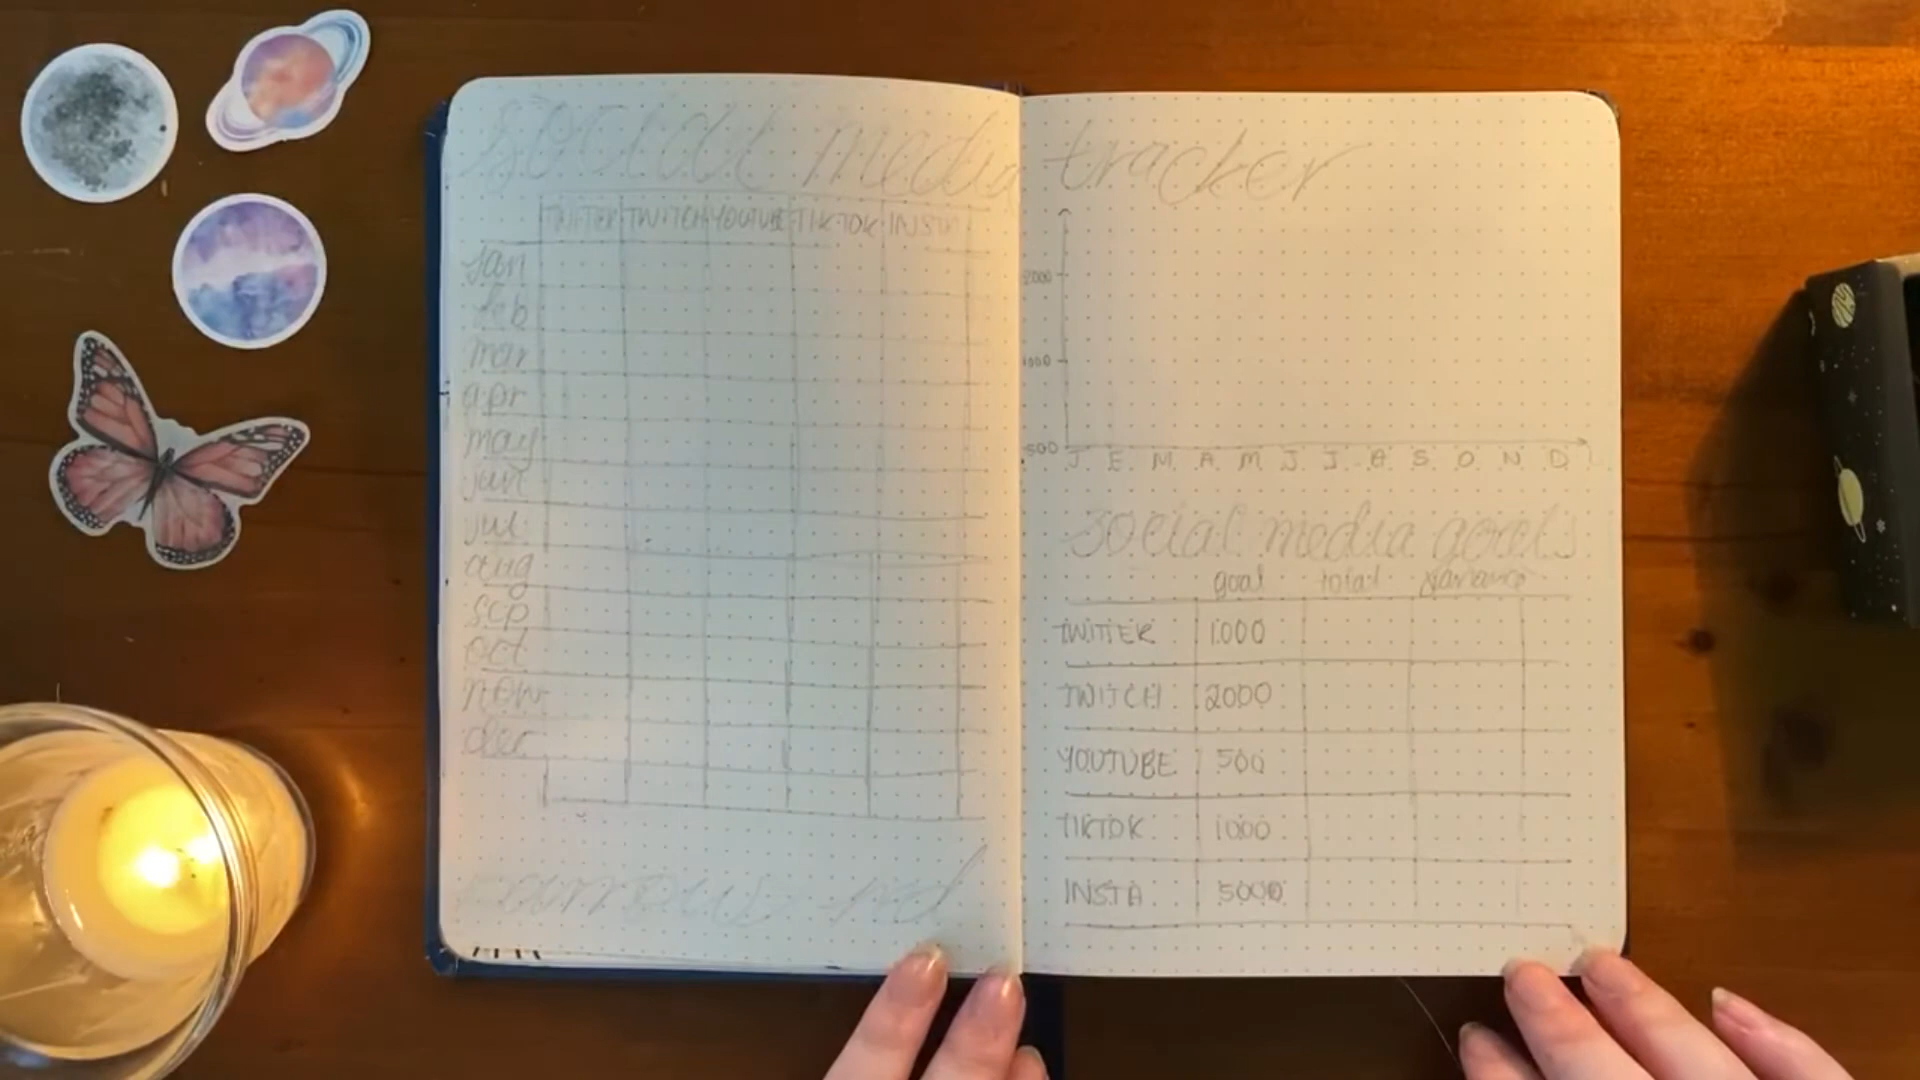 social media tracker
TWITTER TWITCH YOUTUBE TIKTOK INSTA
jan
feb
mar
apr
may
jun
jul
aug
sep
oct
nov
dec
2000
1000
500
J F M A M J J A S O N D
social media goals
goal total variance
TWITTER 1000
TWITCH 2000
YOUTUBE 500
TIKTOK 1000
INSTA 5000